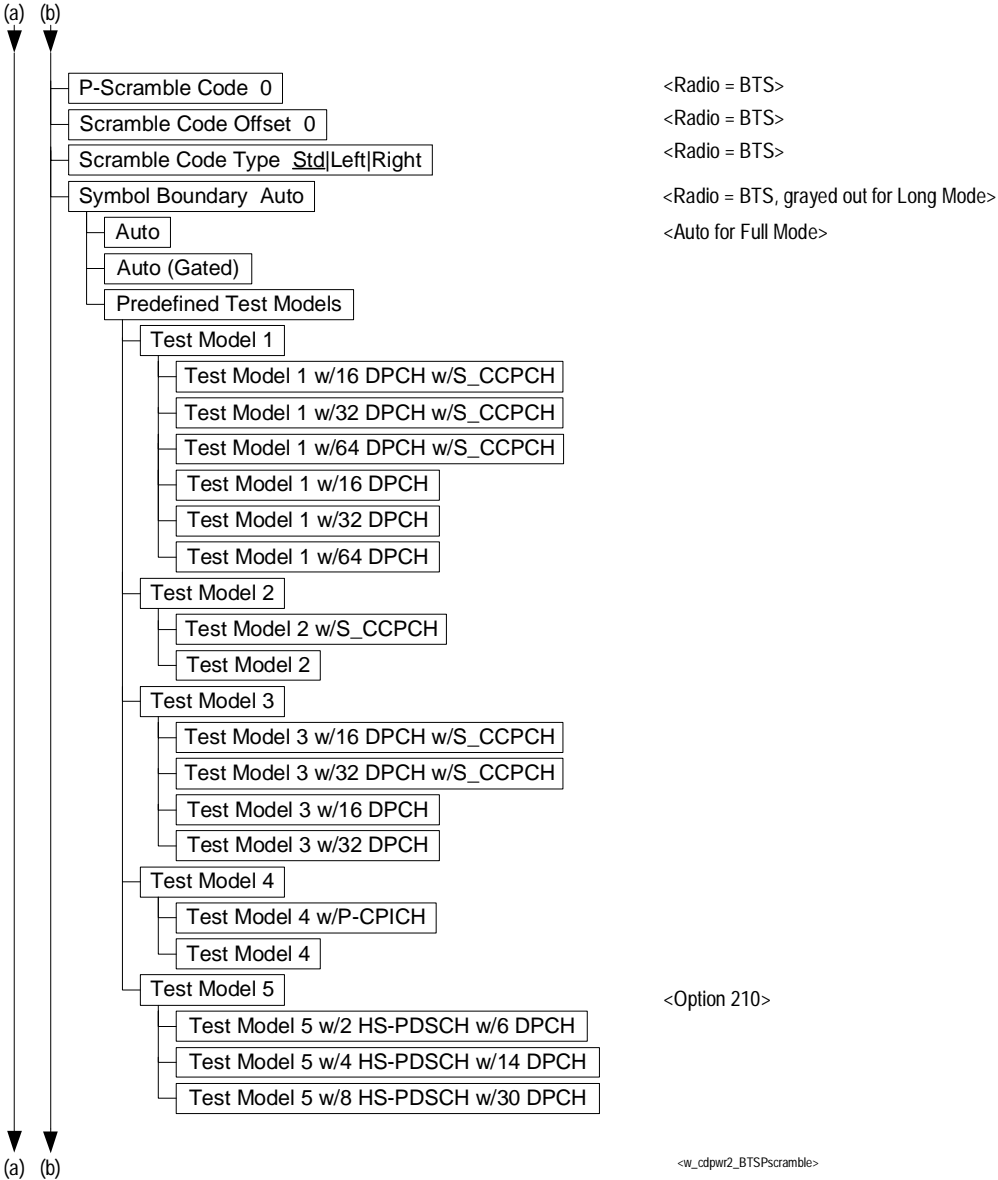 (a) (b)
P-Scramble Code 0 <Radio = BTS>
Scramble Code Offset 0 <Radio = BTS>
Scramble Code Type Std|Left|Right <Radio = BTS>
Symbol Boundary Auto <Radio = BTS, grayed out for Long Mode>
Auto <Auto for Full Mode>
Auto (Gated)
Predefined Test Models
Test Model 1
Test Model 1 w/16 DPCH w/S_CCPCH
Test Model 1 w/32 DPCH w/S_CCPCH
Test Model 1 w/64 DPCH w/S_CCPCH
Test Model 1 w/16 DPCH
Test Model 1 w/32 DPCH
Test Model 1 w/64 DPCH
Test Model 2
Test Model 2 w/S_CCPCH
Test Model 2
Test Model 3
Test Model 3 w/16 DPCH w/S_CCPCH
Test Model 3 w/32 DPCH w/S_CCPCH
Test Model 3 w/16 DPCH
Test Model 3 w/32 DPCH
Test Model 4
Test Model 4 w/P-CPICH
Test Model 4
Test Model 5 <Option 210>
Test Model 5 w/2 HS-PDSCH w/6 DPCH
Test Model 5 w/4 HS-PDSCH w/14 DPCH
Test Model 5 w/8 HS-PDSCH w/30 DPCH
(a) (b) <w_cdpwr2_BTSPscramble>